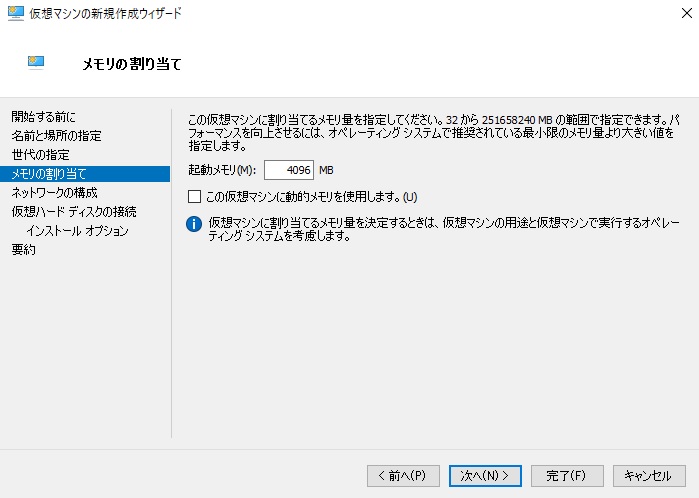 仮想マシンの新規作成ウィザード
メモリの割り当て
開始する前に
名前と場所の指定
世代の指定
メモリの割り当て
ネットワークの構成
仮想ハード ディスクの接続
インストール オプション
要約
この仮想マシンに割り当てるメモリ量を指定してください。32 から 251658240 MB の範囲で指定できます。パ
フォーマンスを向上させるには、オペレーティング システムで推奨されている最小限のメモリ量より大きい値を
指定します。
起動メモリ(M): 4096 MB
この仮想マシンに動的メモリを使用します。(U)
仮想マシンに割り当てるメモリ量を決定するときは、仮想マシンの用途と仮想マシンで実行するオペレー
ティング システムを考慮します。
< 前へ(P) 次へ(N) > 完了(F) キャンセル